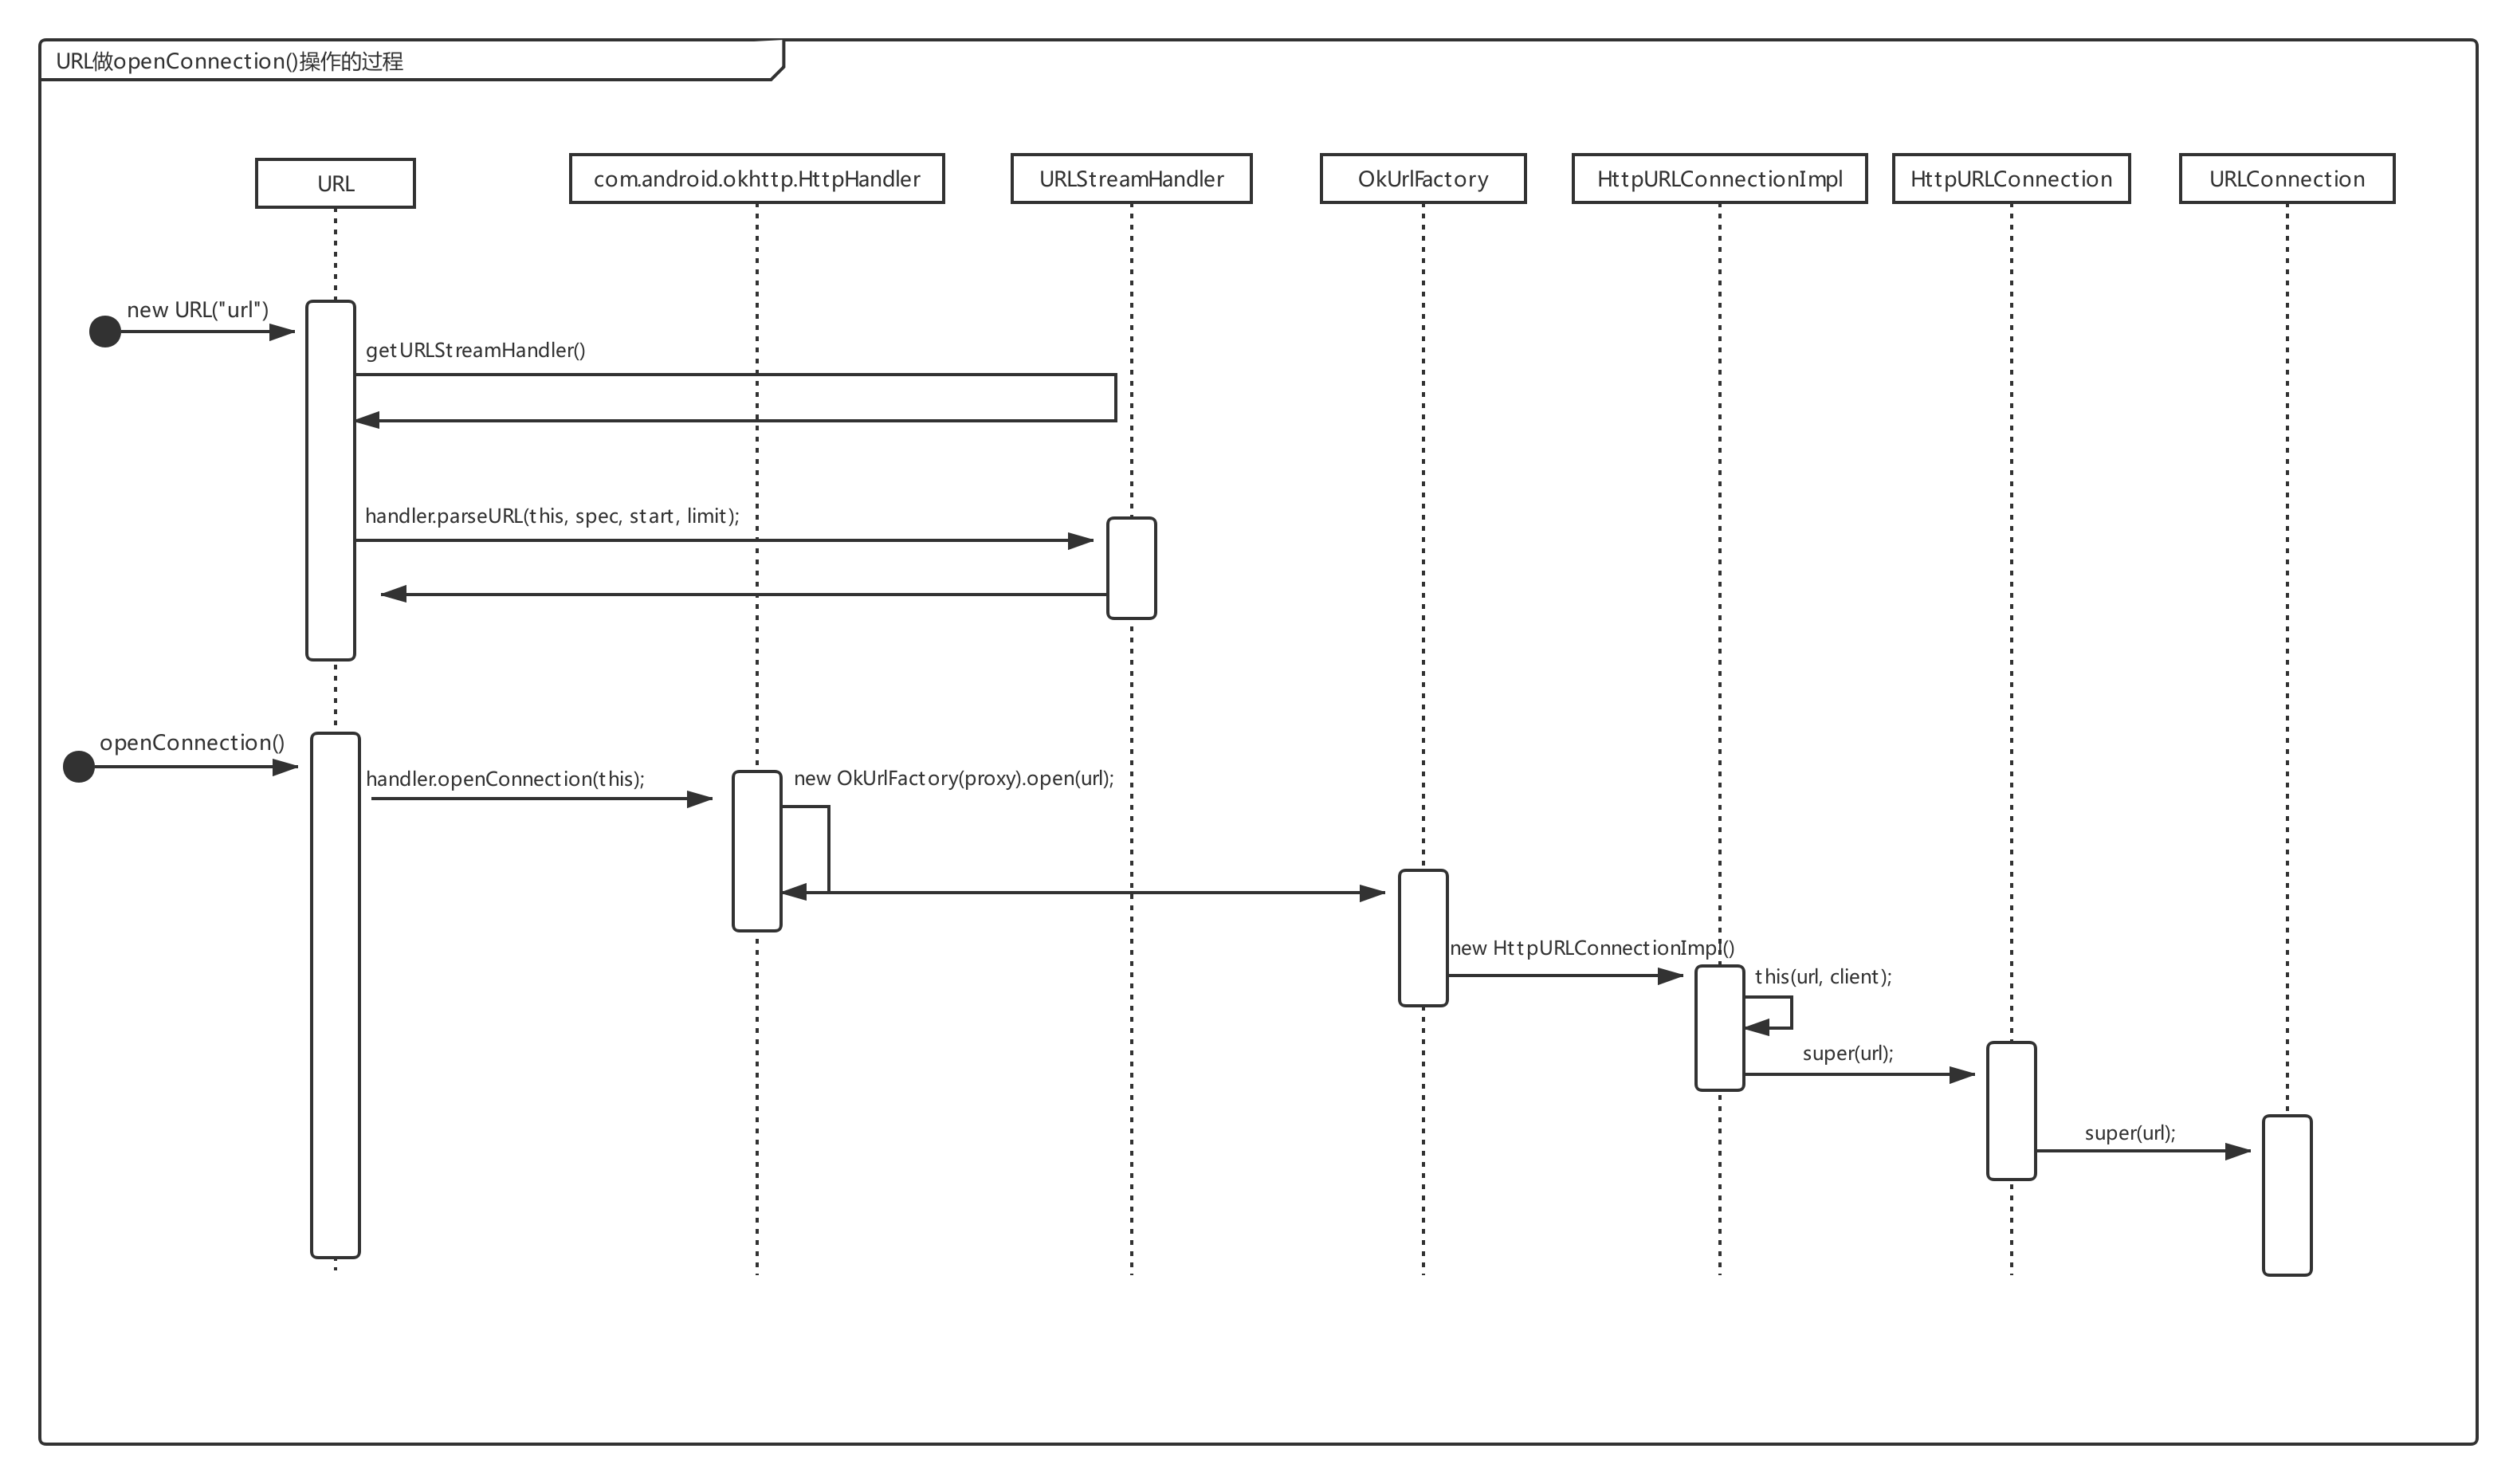 URL做openConnection()操作的过程
URL
com.android.okhttp.HttpHandler
URLStreamHandler
OkUrlFactory
HttpURLConnectionImpl
HttpURLConnection
URLConnection
new URL("url")
getURLStreamHandler()
handler.parseURL(this, spec, start, limit);
openConnection()
handler.openConnection(this);
new OkUrlFactory(proxy).open(url);
new HttpURLConnectionImpl()
this(url, client);
super(url);
super(url);